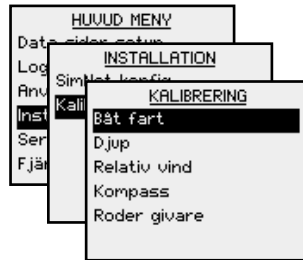 HUVUD MENY
Data sidor setup
Log
Anv
Inst
Ser
Fjär
INSTALLATION
SimNet konfig
Kali
KALIBRERING
Båt fart
Djup
Relativ vind
Kompass
Roder givare